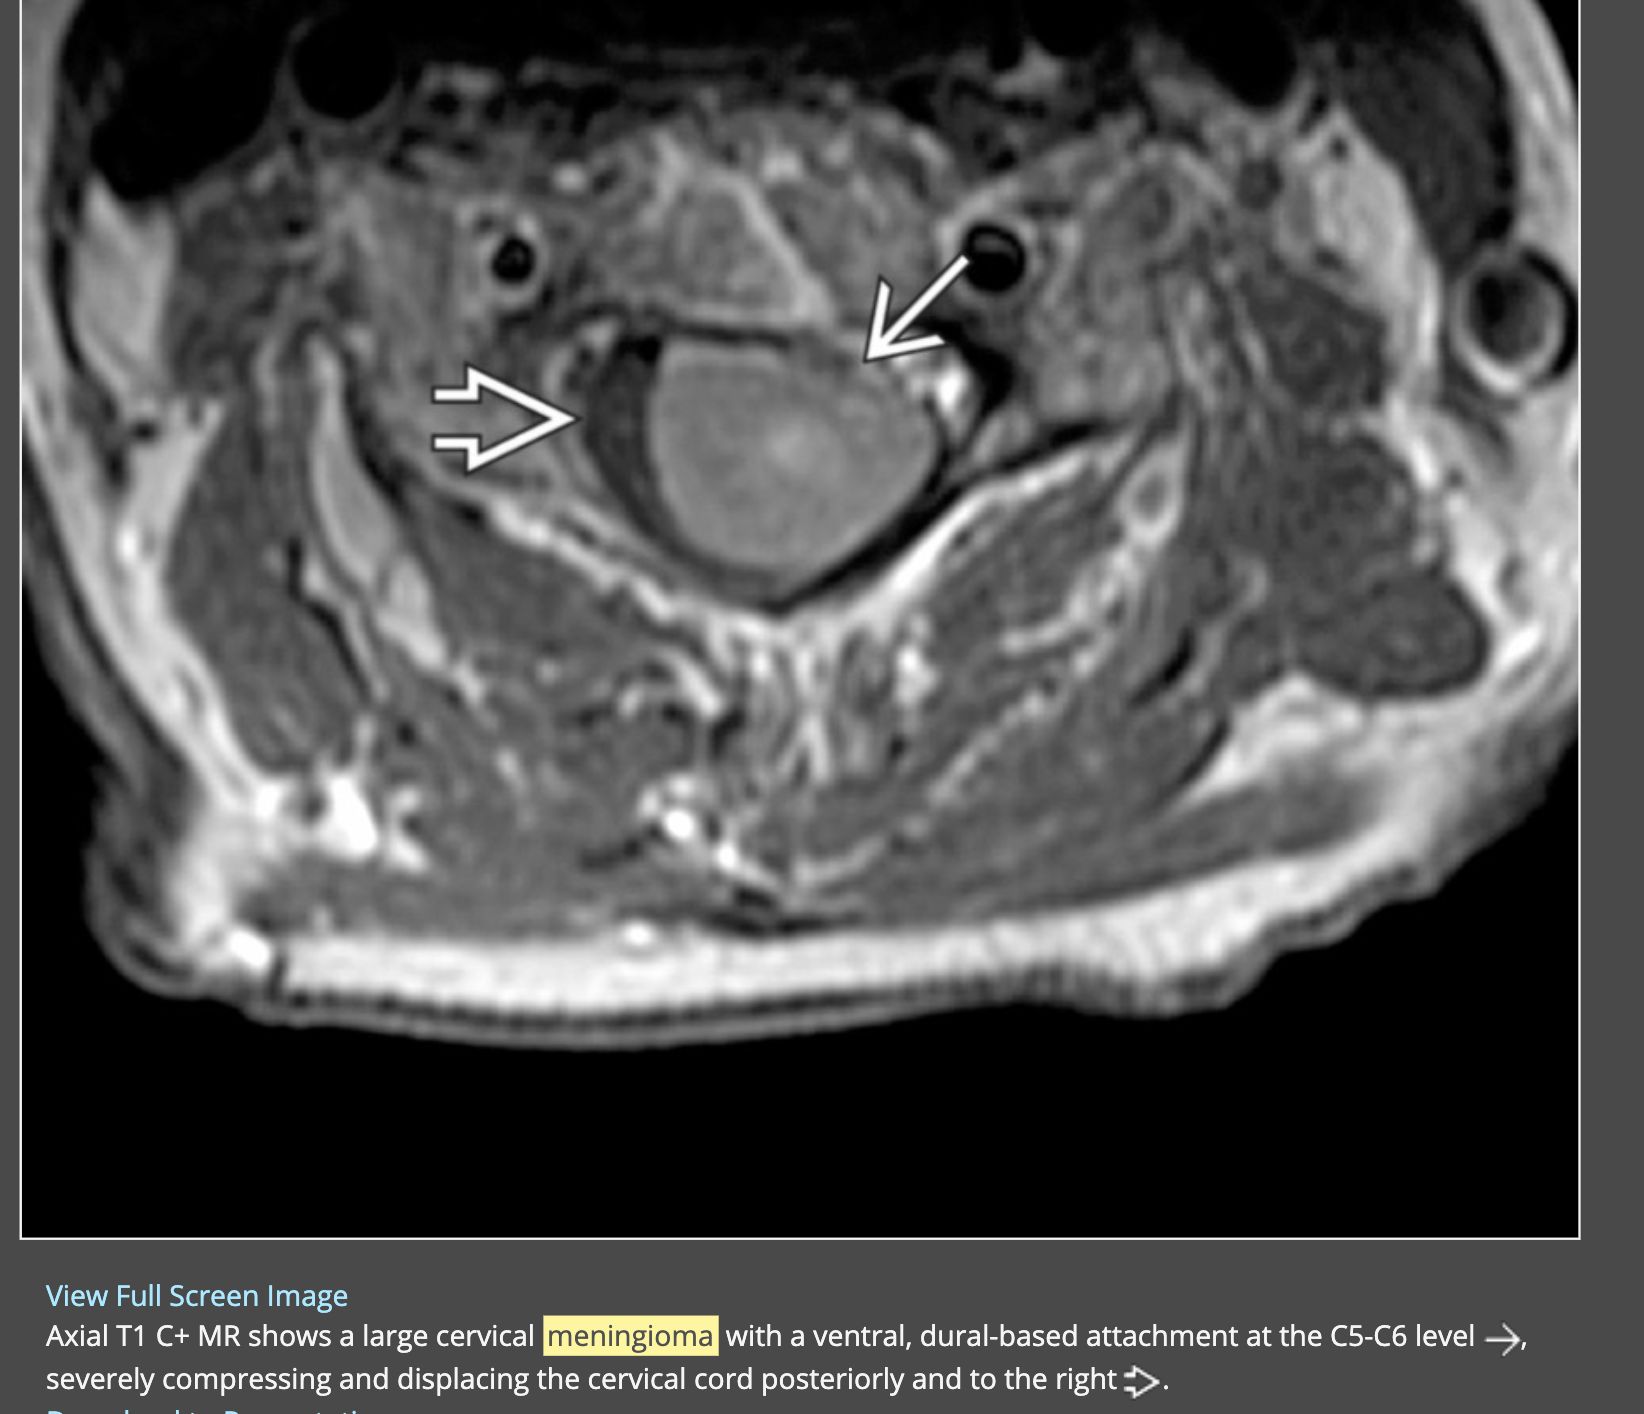 View Full Screen Image
Axial T1 C+ MR shows a large cervical meningioma with a ventral, dural-based attachment at the C5-C6 level →,
severely compressing and displacing the cervical cord posteriorly and to the right ⇨.